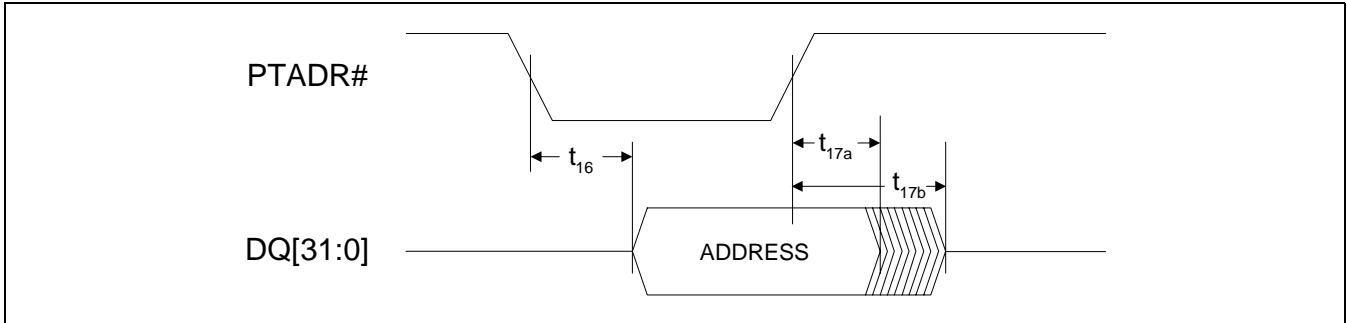 PTADR#
t16
t17a
t17b
DQ[31:0]
ADDRESS